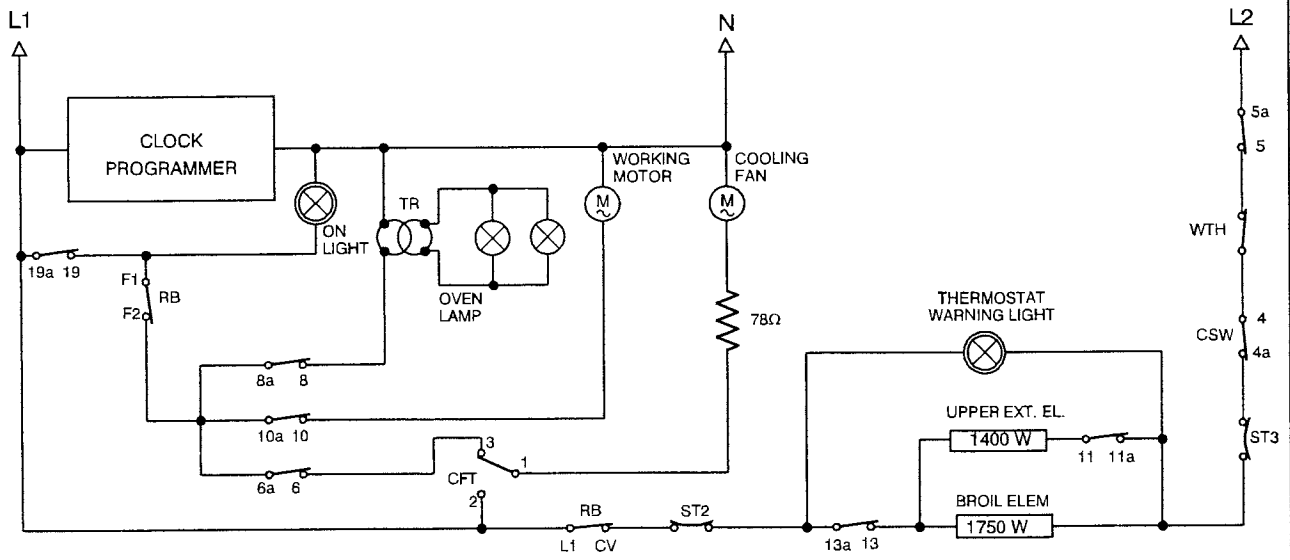 L1
N
L2
CLOCK
PROGRAMMER
5a
5
WORKING
MOTOR
COOLING
FAN
M
M
TR
ON
LIGHT
WTH
19a 19
F1
RB
F2
OVEN
LAMP
THERMOSTAT
WARNING LIGHT
78Ω
4
CSW
4a
8a 8
UPPER EXT. EL.
1400 W
11 11a
ST3
10a 10
3
1
6a 6
CFT
2
BROIL ELEM
1750 W
RB
ST2
L1 CV
13a 13